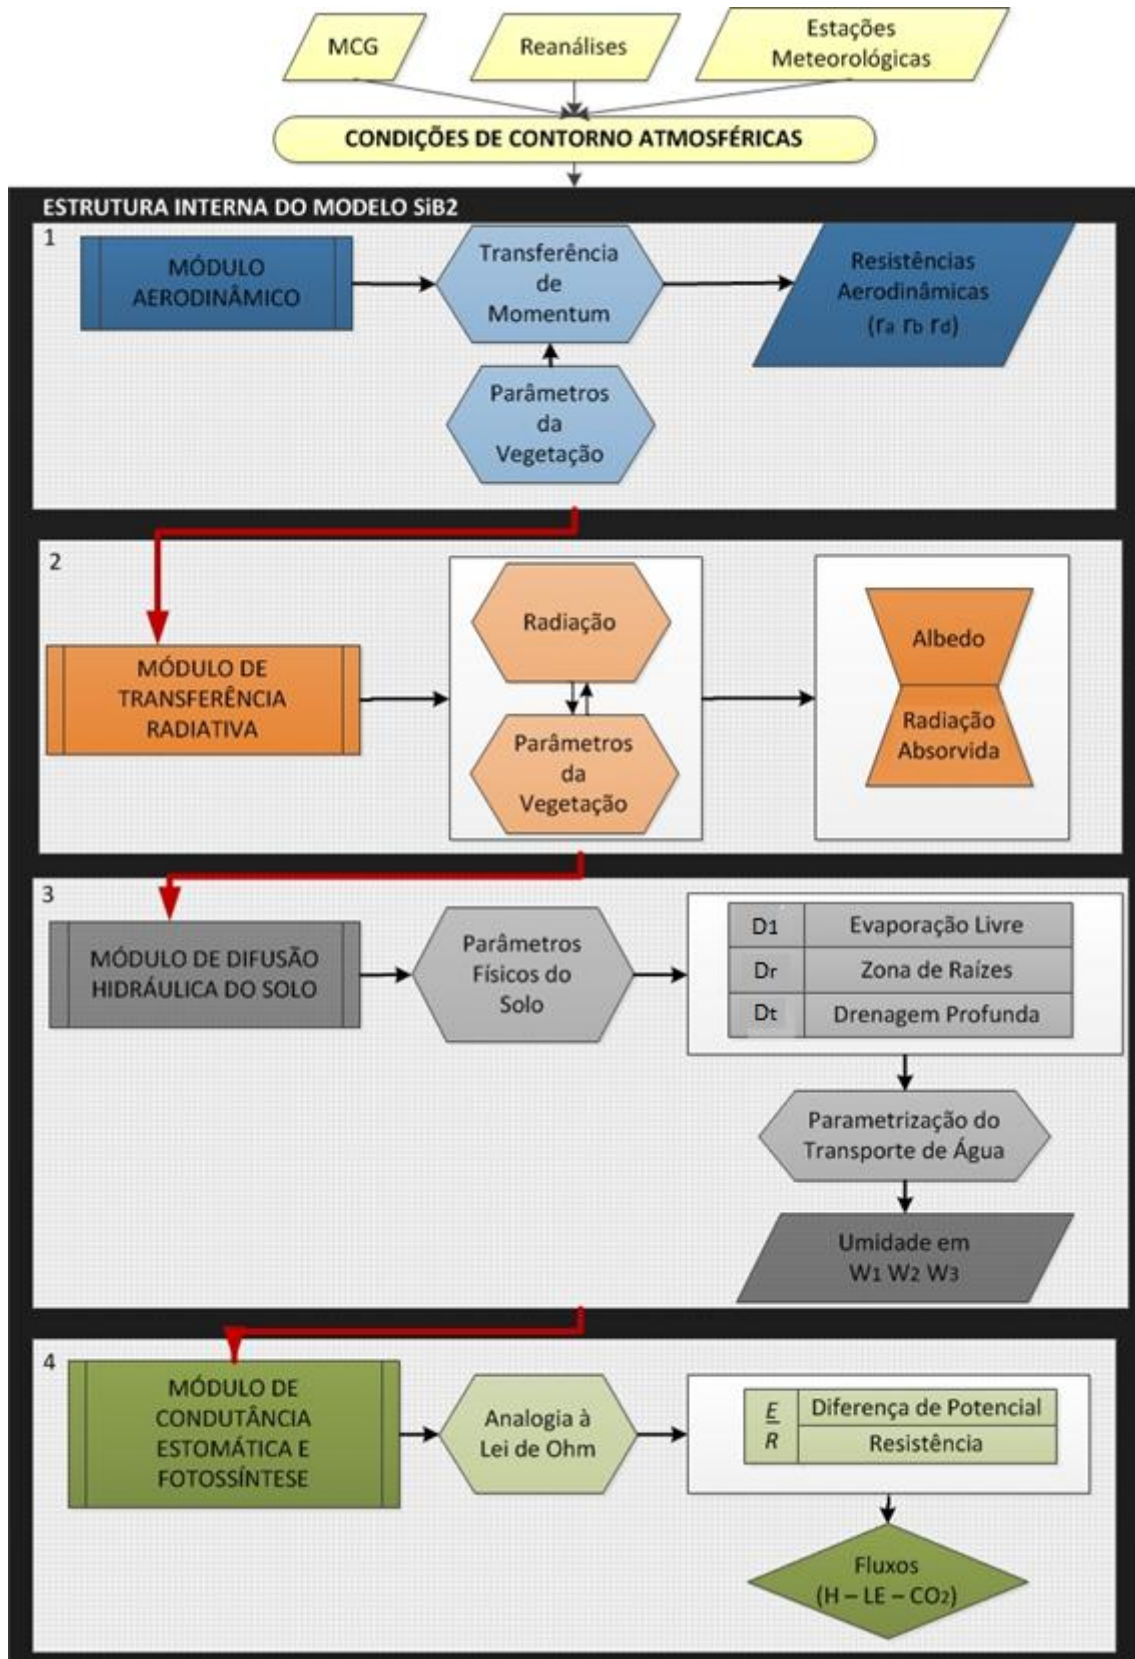 MCG
Reanálises
Estações
Meteorológicas
CONDIÇÕES DE CONTORNO ATMOSFÉRICAS
ESTRUTURA INTERNA DO MODELO SiB2
1
MÓDULO
AERODINÂMICO
Transferência
de
Momentum
Resistências
Aerodinâmicas
(ra rb rd)
Parâmetros
da
Vegetação
2
MÓDULO DE
TRANSFERÊNCIA
RADIATIVA
Radiação
Parâmetros
da
Vegetação
Albedo
Radiação
Absorvida
3
MÓDULO DE DIFUSÃO
HIDRÁULICA DO SOLO
Parâmetros
Físicos do
Solo
D1 Evaporação Livre
Dr Zona de Raízes
Dt Drenagem Profunda
Parametrização do
Transporte de Água
Umidade em
W1 W2 W3
4
MÓDULO DE
CONDUTÂNCIA
ESTOMÁTICA E
FOTOSSÍNTESE
Analogia à
Lei de Ohm
E Diferença de Potencial
R Resistência
Fluxos
(H – LE – CO2)